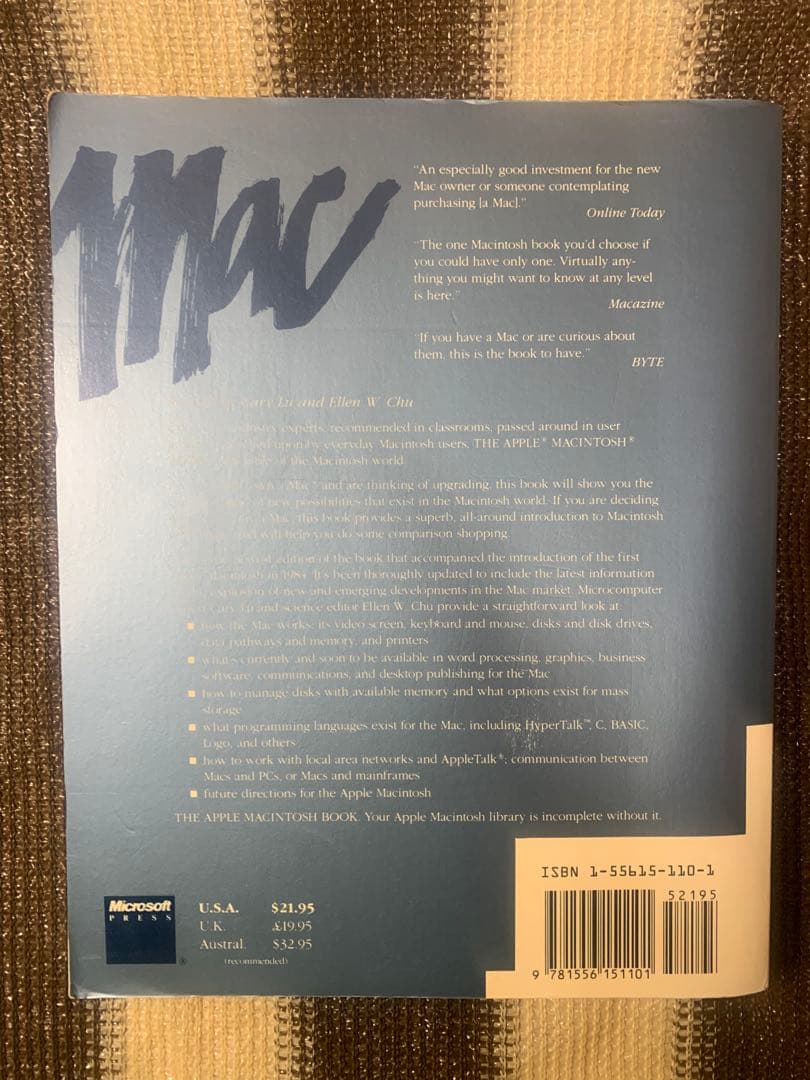 Mac
“An especially good investment for the new
Mac owner or someone contemplating
purchasing [a Mac].”
Online Today
“The one Macintosh book you’d choose if
you could have only one. Virtually any-
thing you might want to know at any level
is here.”
Macazine
“If you have a Mac or are curious about
them, this is the book to have.”
BYTE
Cary Lu and Ellen W. Chu
industry experts, recommended in classrooms, passed around in user
upon by everyday Macintosh users, THE APPLE® MACINTOSH®
of the Macintosh world.
own a Mac™ and are thinking of upgrading, this book will show you the
of new possibilities that exist in the Macintosh world. If you are deciding
a Mac, this book provides a superb, all-around introduction to Macintosh
and will help you do some comparison shopping.
newest edition of the book that accompanied the introduction of the first
Macintosh in 1984. It’s been thoroughly updated to include the latest information
explosion of new and emerging developments in the Mac market. Microcomputer
Cary Lu and science editor Ellen W. Chu provide a straightforward look at
■ how the Mac works: its video screen, keyboard and mouse, disks and disk drives,
data pathways and memory, and printers
■ what’s currently and soon to be available in word processing, graphics, business
software, communications, and desktop publishing for the Mac
■ how to manage disks with available memory and what options exist for mass
storage
■ what programming languages exist for the Mac, including HyperTalk™, C, BASIC,
Logo, and others
■ how to work with local area networks and AppleTalk®; communication between
Macs and PCs, or Macs and mainframes
■ future directions for the Apple Macintosh
THE APPLE MACINTOSH BOOK. Your Apple Macintosh library is incomplete without it.
ISBN 1-55615-110-1
52195
9 781556 151101
Microsoft
PRESS
®
U.S.A. $21.95
U.K. £19.95
Austral. $32.95
(recommended)